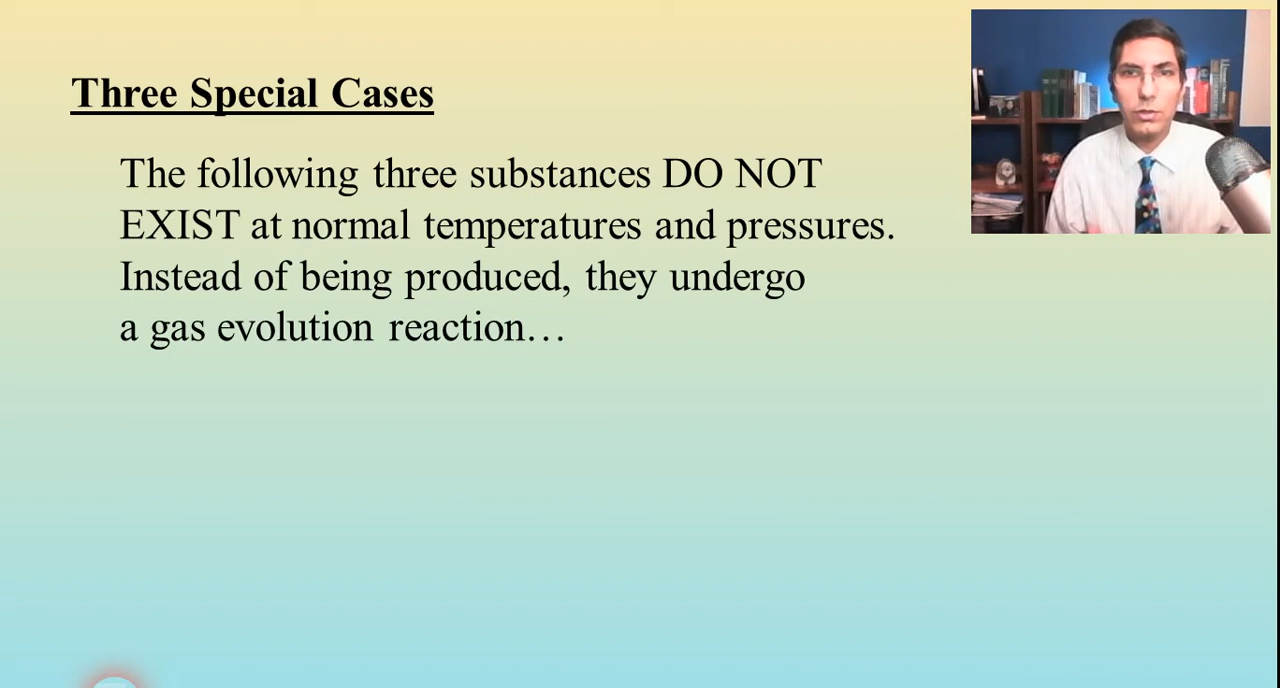 Three Special Cases
The following three substances DO NOT
EXIST at normal temperatures and pressures.
Instead of being produced, they undergo
a gas evolution reaction…